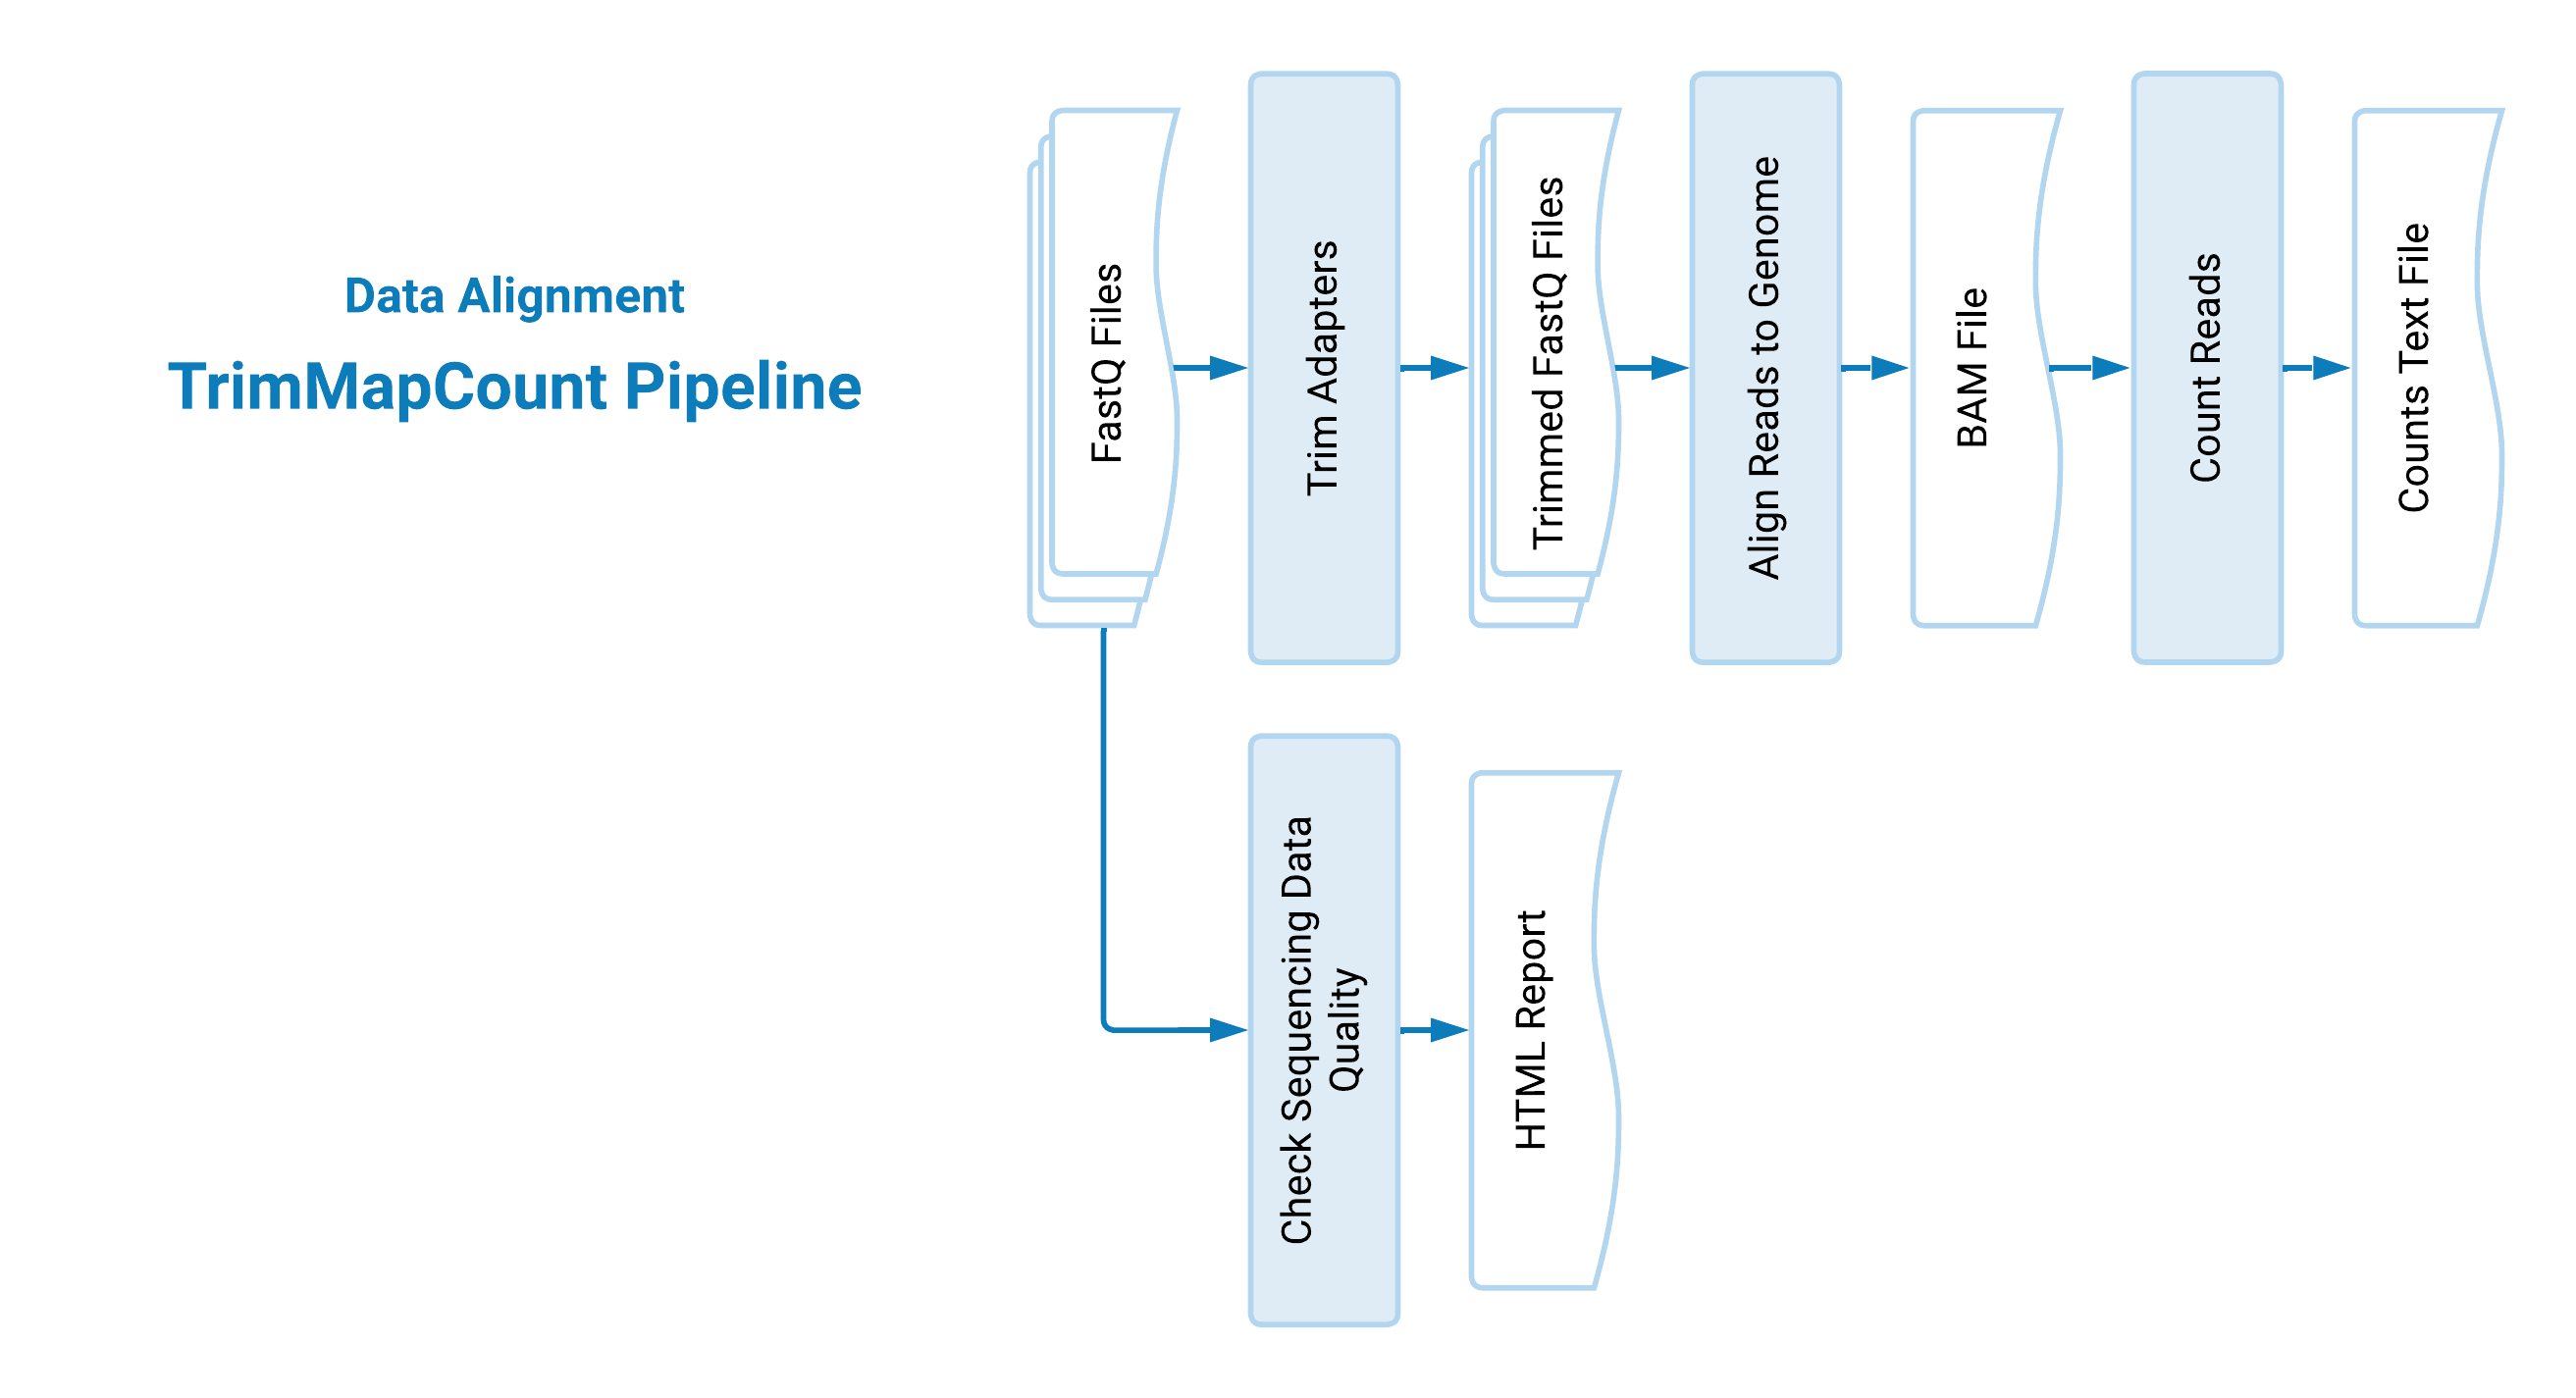 Data Alignment
TrimMapCount Pipeline
FastQ Files
Trim Adapters
Trimmed FastQ Files
Align Reads to Genome
BAM File
Count Reads
Counts Text File
Check Sequencing Data
Quality
HTML Report